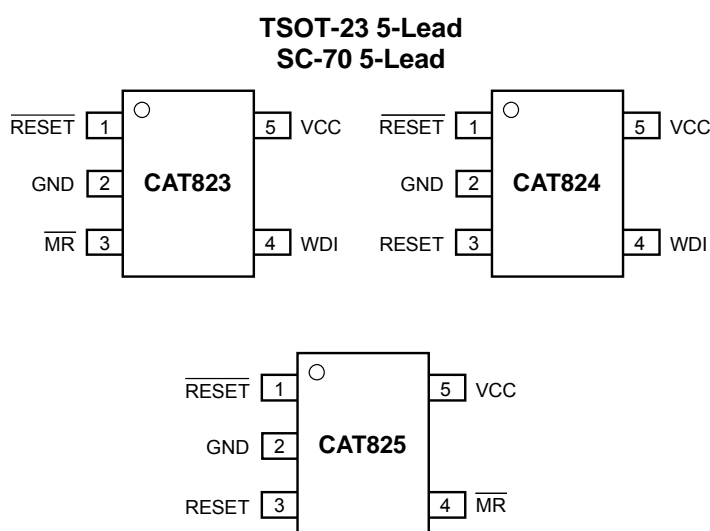 TSOT-23 5-Lead
SC-70 5-Lead
RESET 1 5 VCC
GND 2 CAT823
MR 3 4 WDI
RESET 1 5 VCC
GND 2 CAT824
RESET 3 4 WDI
RESET 1 5 VCC
GND 2 CAT825
RESET 3 4 MR